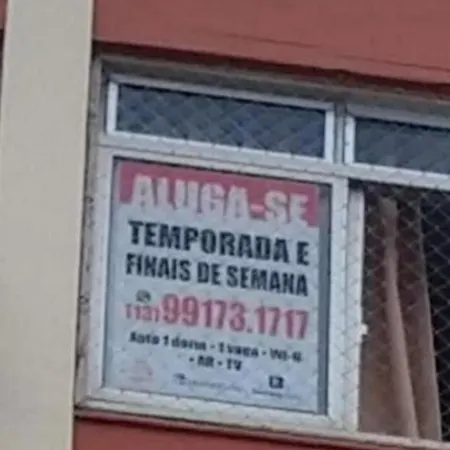 ALUGA-SE
TEMPORADA E
FINAIS DE SEMANA
(13) 99173.1717
Apto 1 dorm • 1 vaga • Wi-fi
• AR • TV